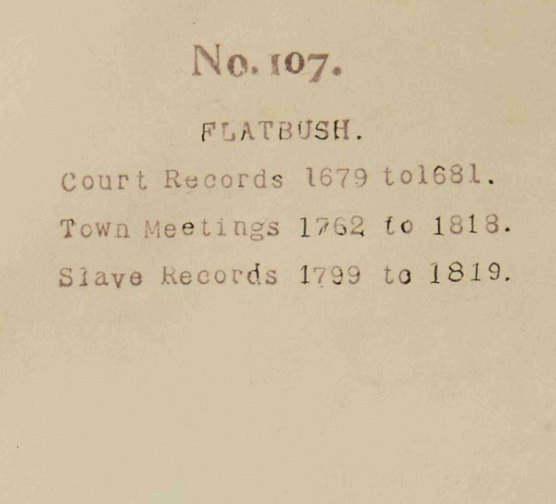 No. 107.
FLATBUSH.
Court Records 1679 to1681.
Town Meetings 1762 to 1818.
Slave Records 1799 to 1819.